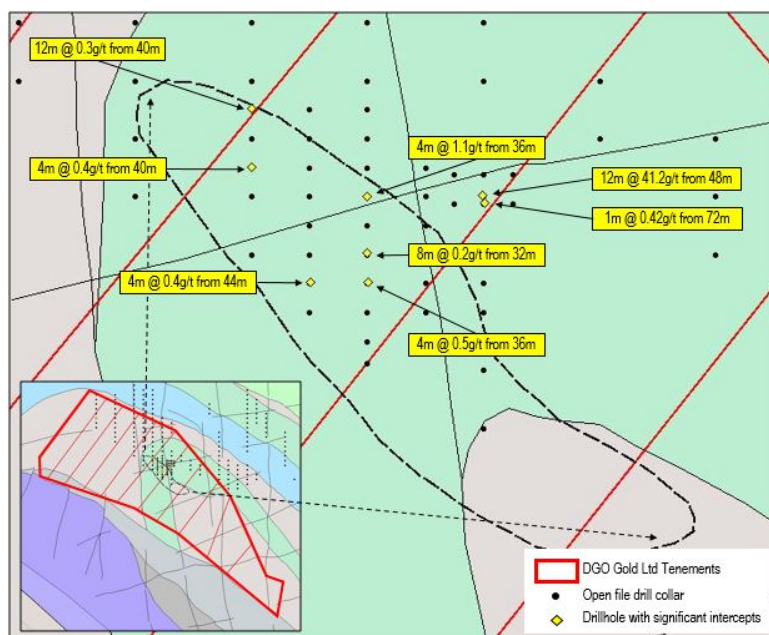 12m @ 0.3g/t from 40m
4m @ 1.1g/t from 36m
4m @ 0.4g/t from 40m
12m @ 41.2g/t from 48m
1m @ 0.42g/t from 72m
8m @ 0.2g/t from 32m
4m @ 0.4g/t from 44m
4m @ 0.5g/t from 36m
DGO Gold Ltd Tenements
Open file drill collar
Drillhole with significant intercepts